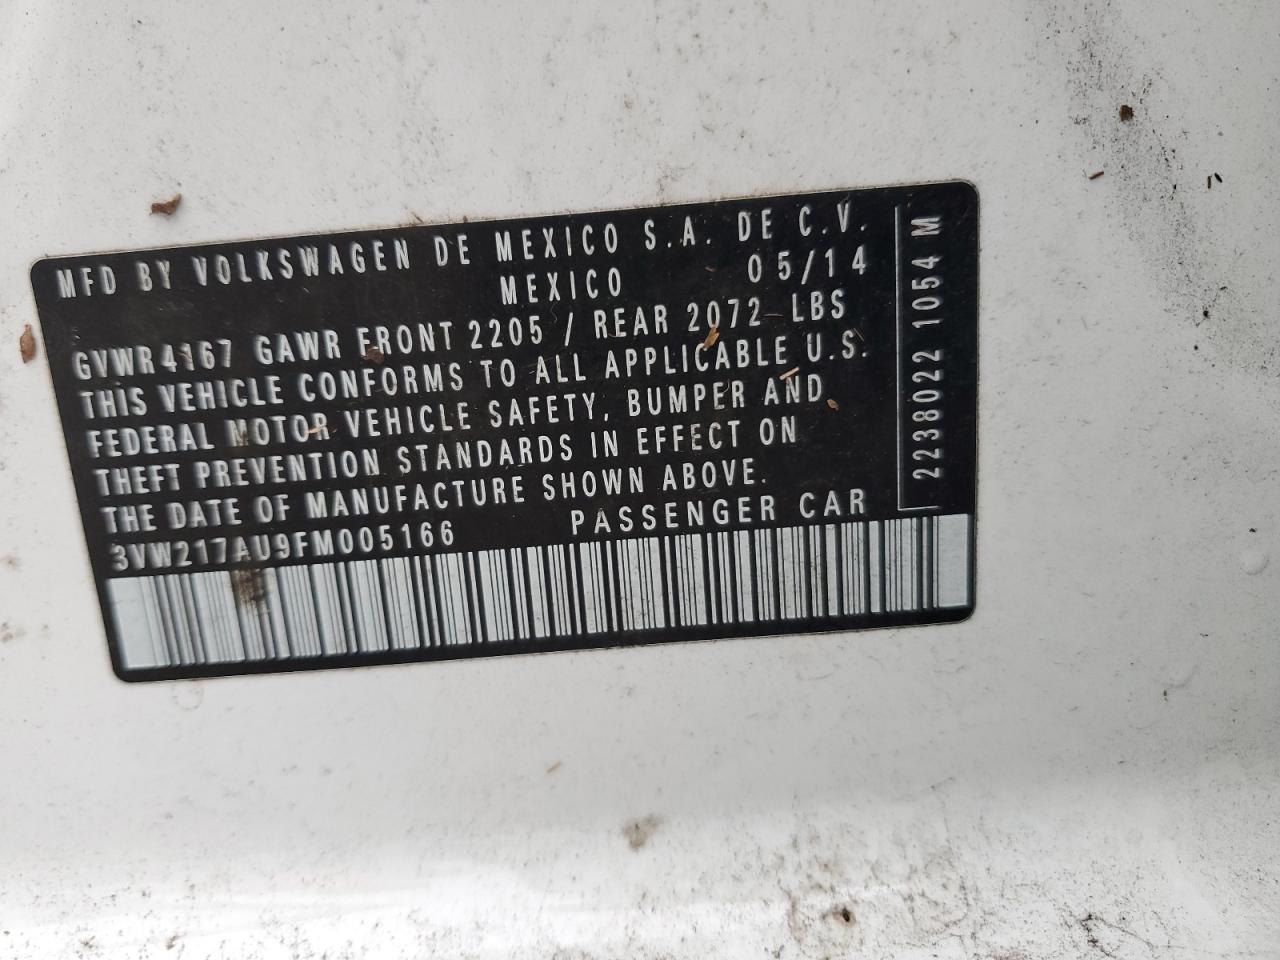 MFD BY VOLKSWAGEN DE MEXICO S.A. DE C.V.
MEXICO 05/14
GVWR 4167 GAWR FRONT 2205 / REAR 2072 LBS
THIS VEHICLE CONFORMS TO ALL APPLICABLE U.S.
FEDERAL MOTOR VEHICLE SAFETY, BUMPER AND
THEFT PREVENTION STANDARDS IN EFFECT ON
THE DATE OF MANUFACTURE SHOWN ABOVE.
3VW217AU9FM005166 PASSENGER CAR
2238022 1054 M